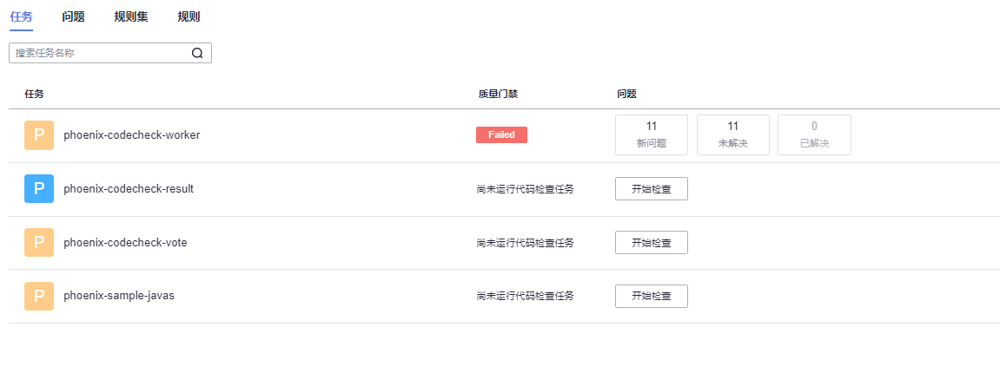 任务 问题 规则集 规则
搜索任务名称
任务 质量门禁 问题
P phoenix-codecheck-worker Failed 11 新问题 11 未解决 0 已解决
P phoenix-codecheck-result 尚未运行代码检查任务 开始检查
P phoenix-codecheck-vote 尚未运行代码检查任务 开始检查
P phoenix-sample-javas 尚未运行代码检查任务 开始检查